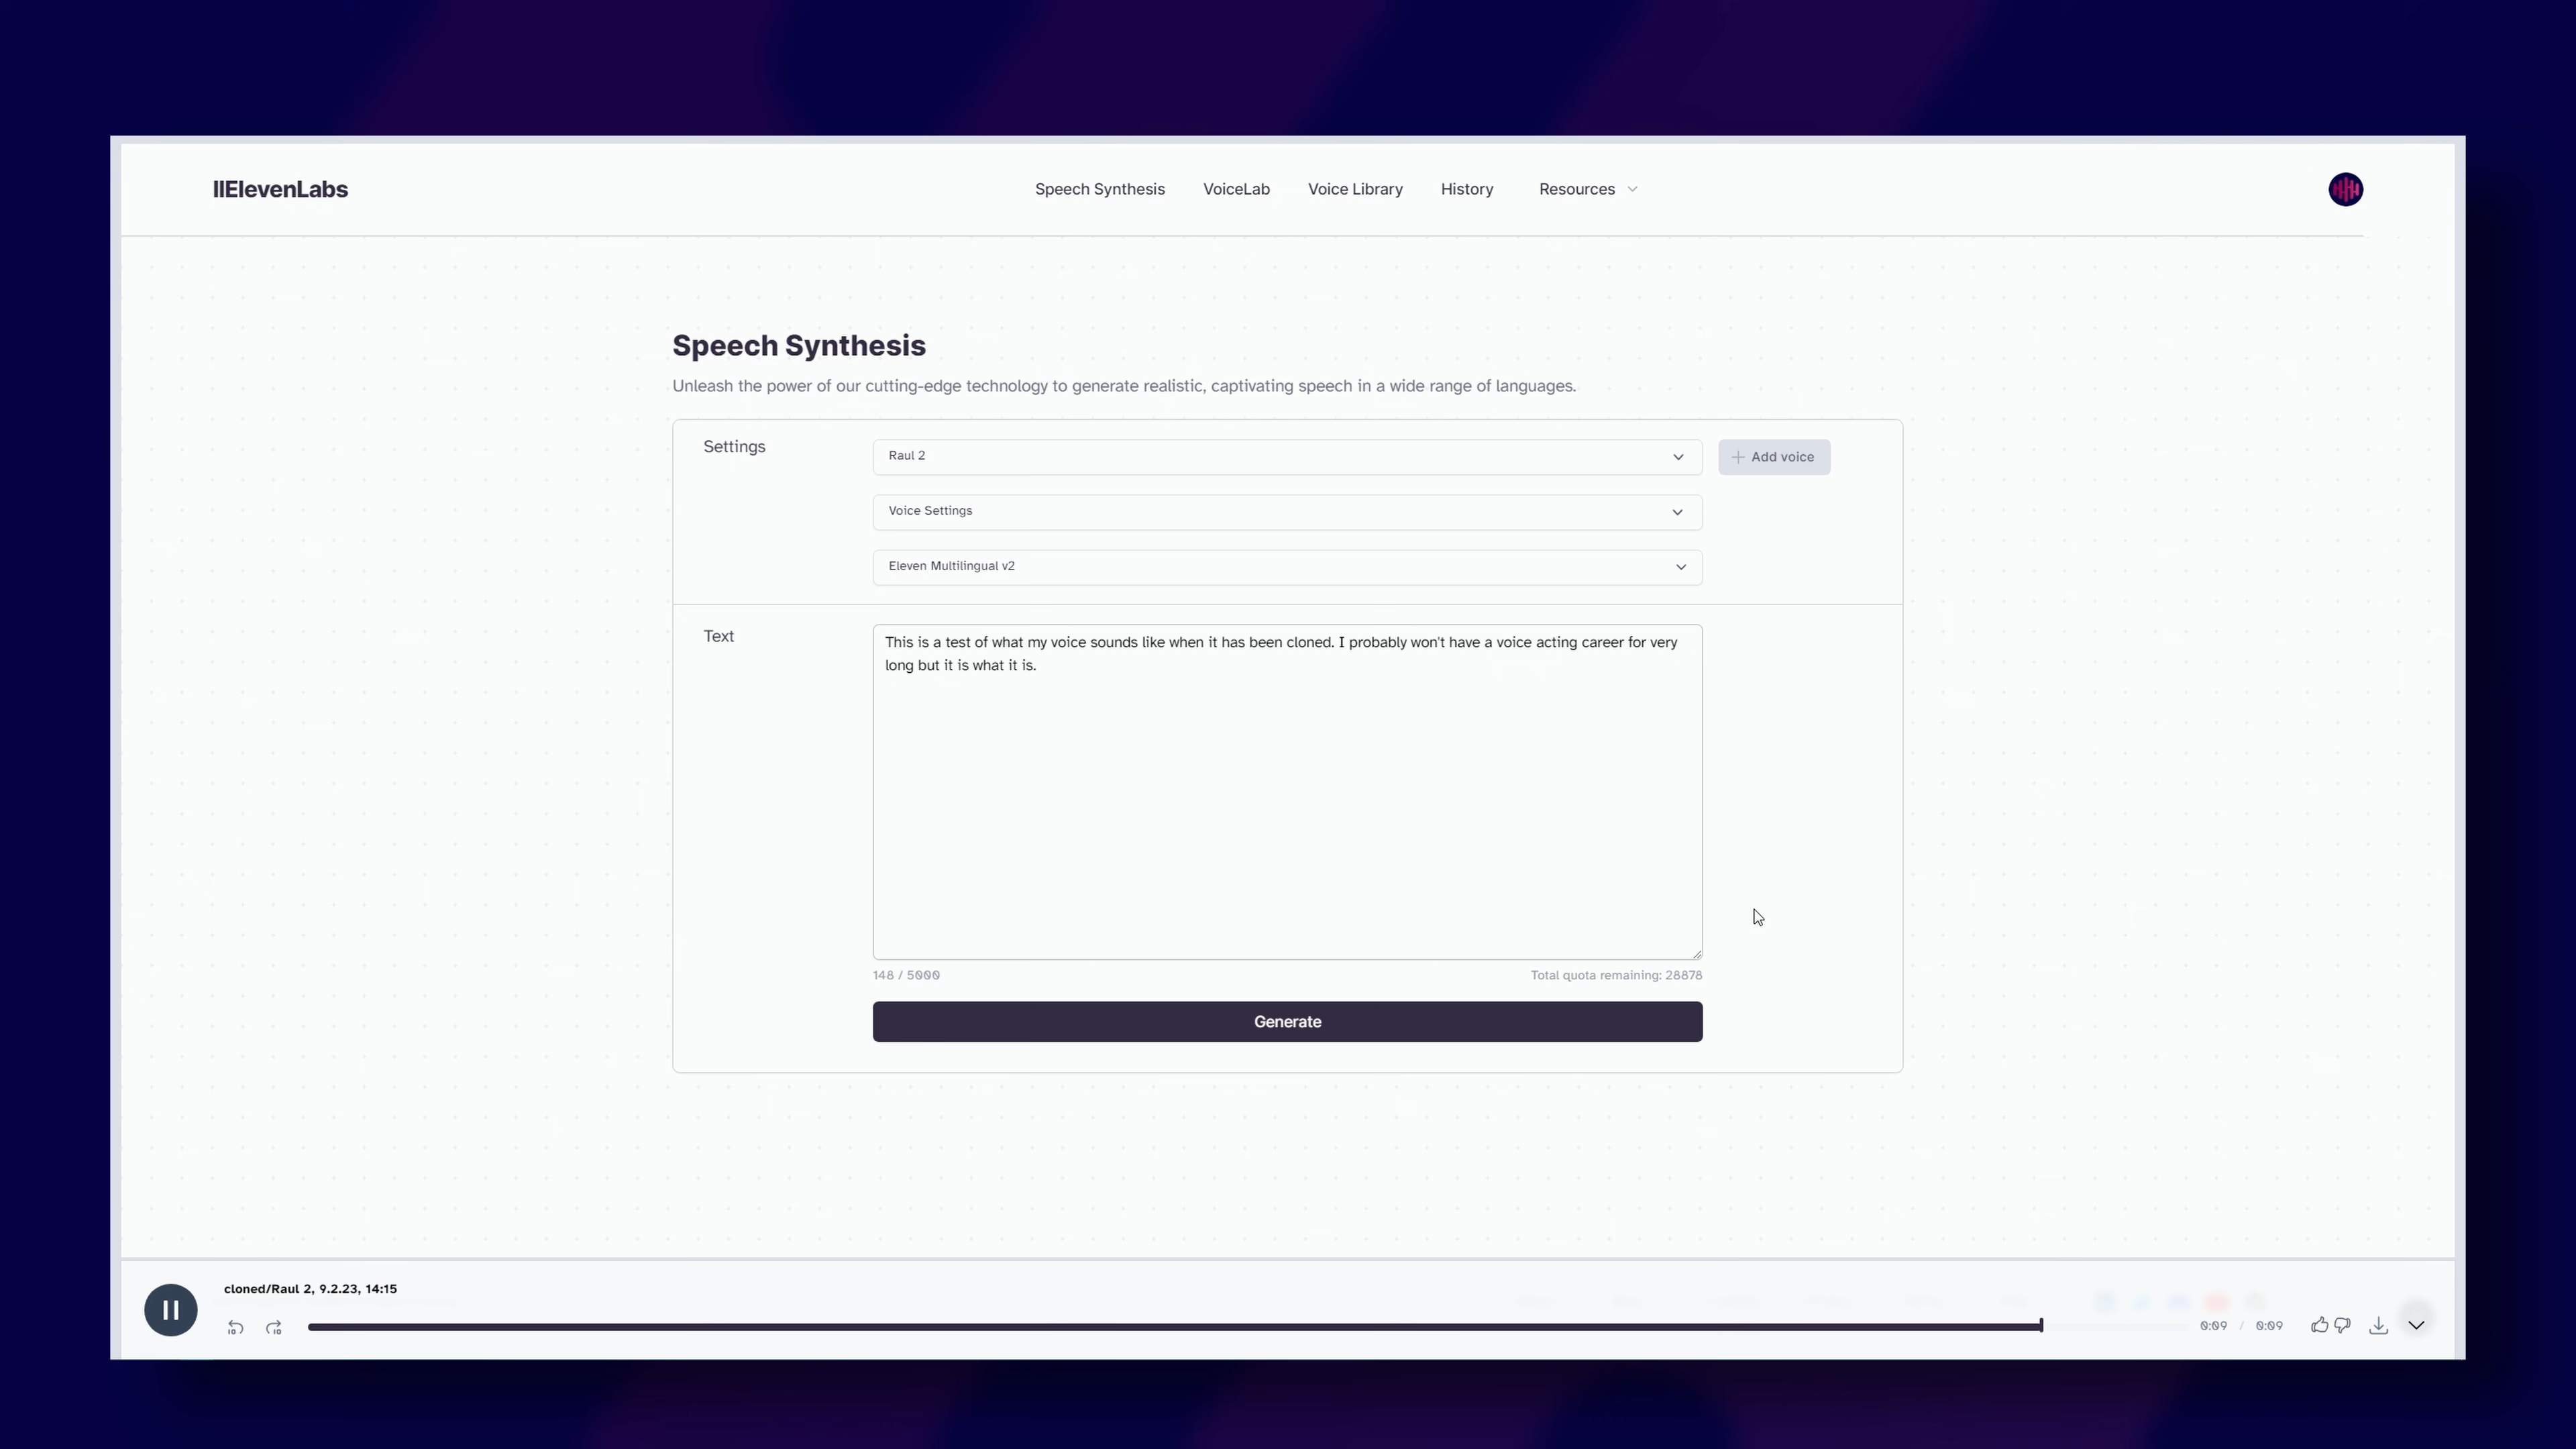 IIElevenLabs
Speech Synthesis
VoiceLab
Voice Library
History
Resources
Speech Synthesis
Unleash the power of our cutting-edge technology to generate realistic, captivating speech in a wide range of languages.
Settings
Raul 2
Add voice
Voice Settings
Eleven Multilingual v2
Text
This is a test of what my voice sounds like when it has been cloned. I probably won't have a voice acting career for very
long but it is what it is.
148 / 5000
Total quota remaining: 28878
Generate
cloned/Raul 2, 9.2.23, 14:15
10
10
0:09 / 0:09